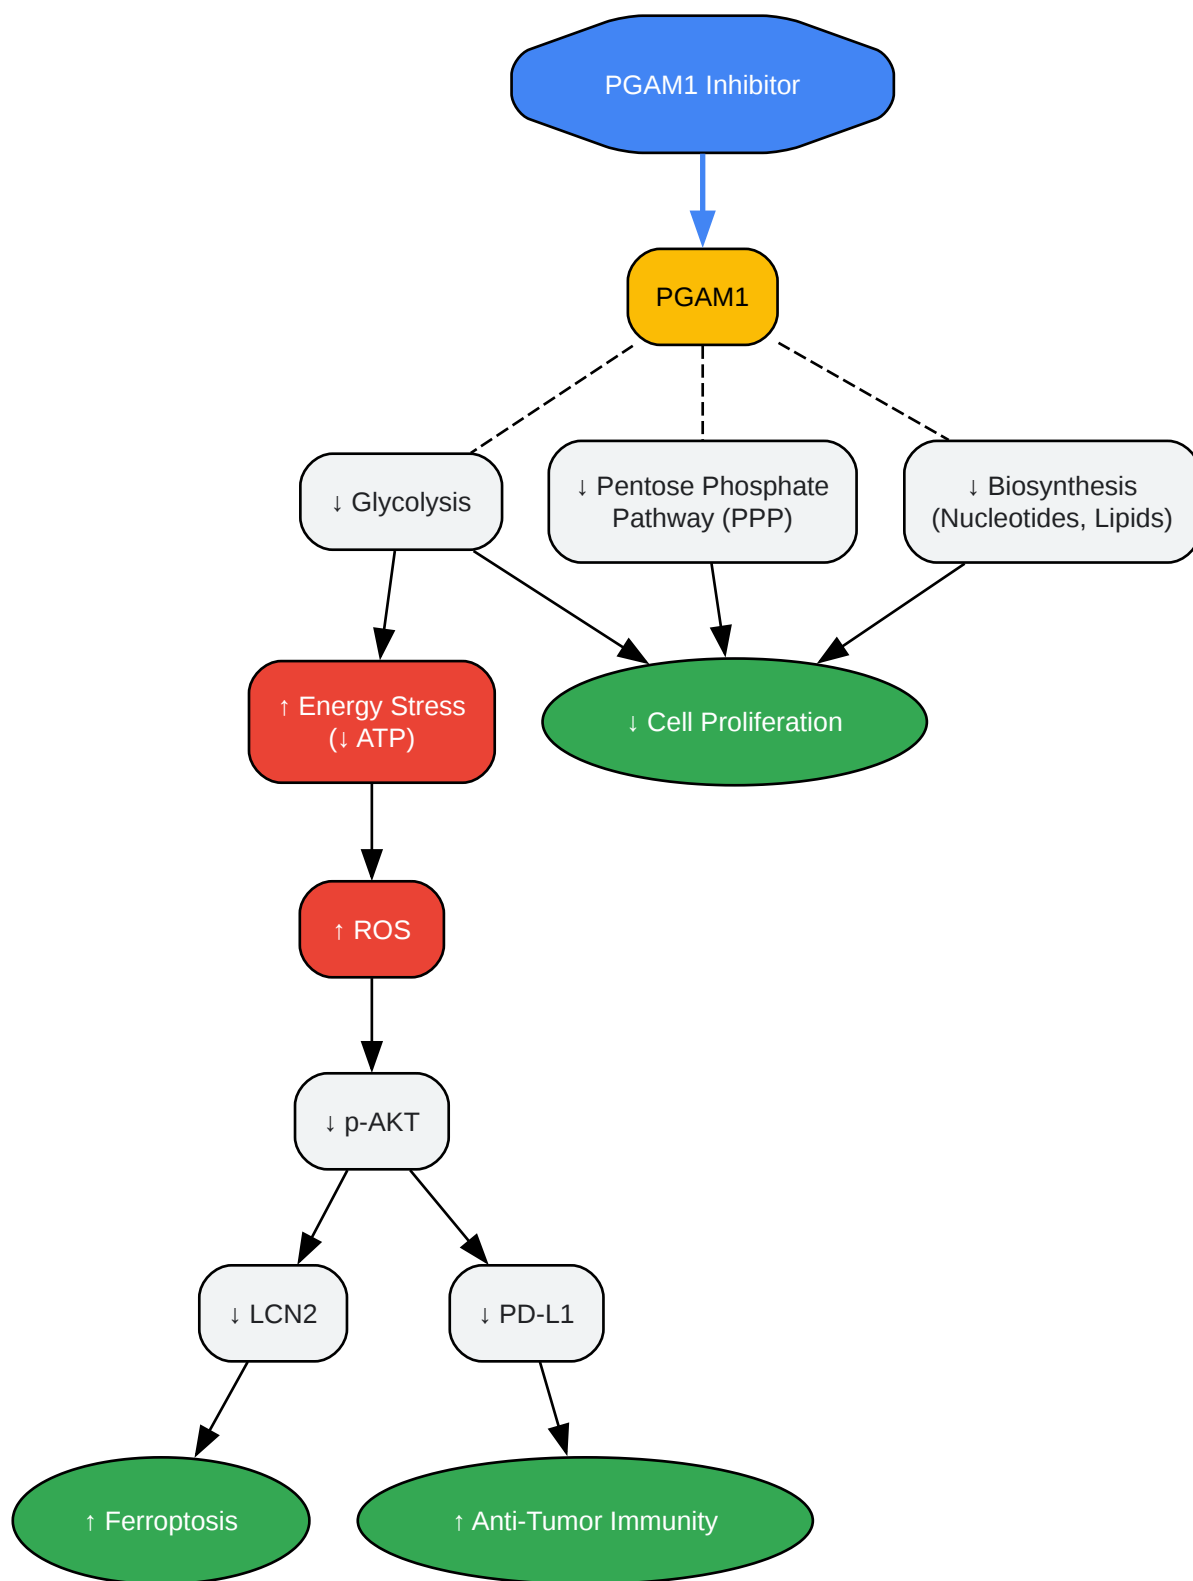 PGAM1 Inhibitor
PGAM1
↓ Glycolysis
↓ Pentose Phosphate
Pathway (PPP)
↓ Biosynthesis
(Nucleotides, Lipids)
↑ Energy Stress
(↓ ATP)
↓ Cell Proliferation
↑ ROS
↓ p-AKT
↓ LCN2
↓ PD-L1
↑ Ferroptosis
↑ Anti-Tumor Immunity